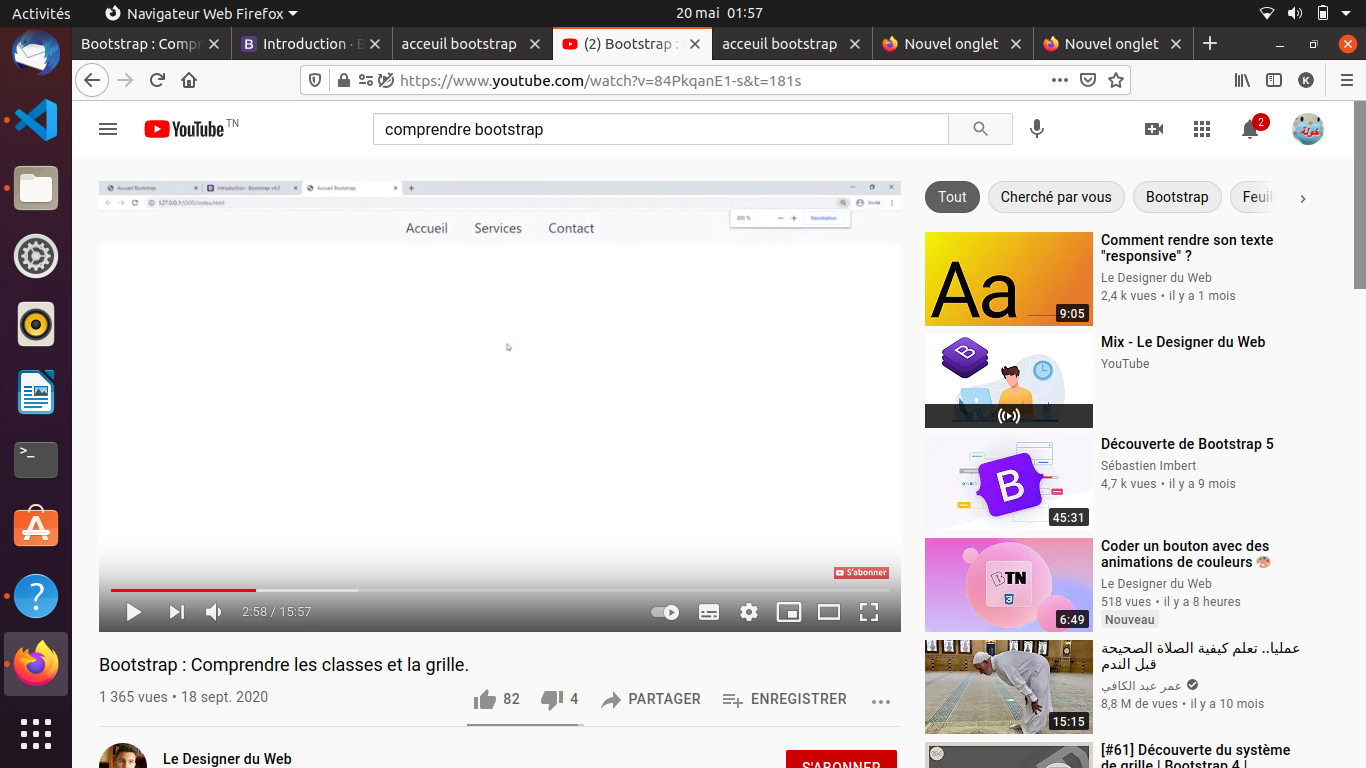 Activités
Navigateur Web Firefox
20 mai 01:57
Bootstrap : Compr
Introduction · B
acceuil bootstrap
(2) Bootstrap :
acceuil bootstrap
Nouvel onglet
Nouvel onglet
https://www.youtube.com/watch?v=84PkqanE1-s&t=181s
K
YouTube TN
comprendre bootstrap
2
خولة
Accueil Bootstrap
Introduction · Bootstrap v4.5
Accueil Bootstrap
127.0.0.1:5500/index.html
Invité
Réinitialiser
Accueil Services Contact
S'abonner
2:58 / 15:57
Bootstrap : Comprendre les classes et la grille.
1 365 vues • 18 sept. 2020
82
4
PARTAGER
ENREGISTRER
Le Designer du Web
S'ABONNER
Tout
Cherché par vous
Bootstrap
Feuil
Aa
9:05
Comment rendre son texte
"responsive" ?
Le Designer du Web
2,4 k vues • il y a 1 mois
Mix - Le Designer du Web
YouTube
B
45:31
Découverte de Bootstrap 5
Sébastien Imbert
4,7 k vues • il y a 9 mois
BTN
6:49
Coder un bouton avec des
animations de couleurs 🎨
Le Designer du Web
518 vues • il y a 8 heures
Nouveau
15:15
عمليا.. تعلم كيفية الصلاة الصحيحة
قبل الندم
عمر عبد الكافي
8,8 M de vues • il y a 10 mois
[#61] Découverte du système
de grille | Bootstrap 4 |